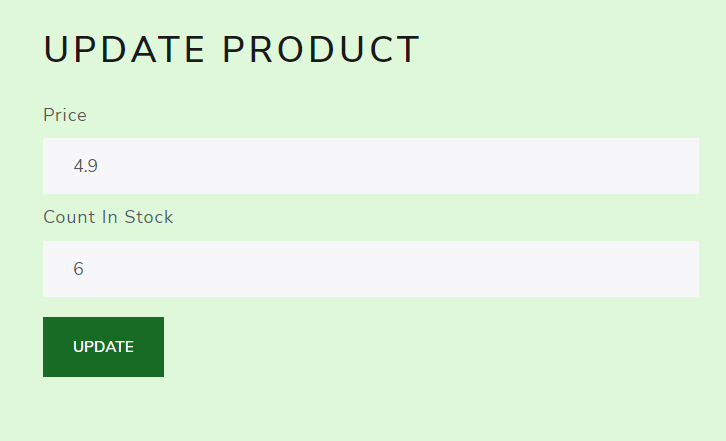 UPDATE PRODUCT
Price
4.9
Count In Stock
6
UPDATE